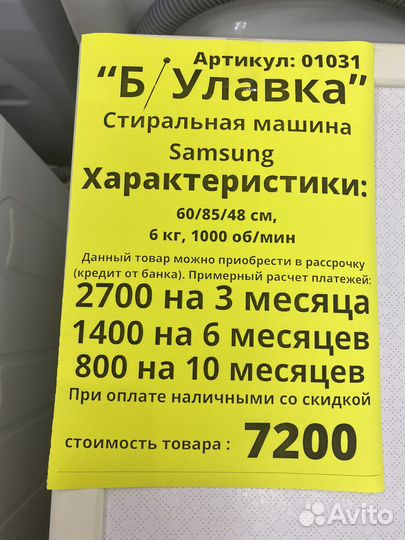 Артикул: 01031
“Б/Улавка”
Стиральная машина
Samsung
Характеристики:
60/85/48 см,
6 кг, 1000 об/мин
Данный товар можно приобрести в рассрочку
(кредит от банка). Примерный расчет платежей:
2700 на 3 месяца
1400 на 6 месяцев
800 на 10 месяцев
При оплате наличными со скидкой
стоимость товара : 7200
Avito